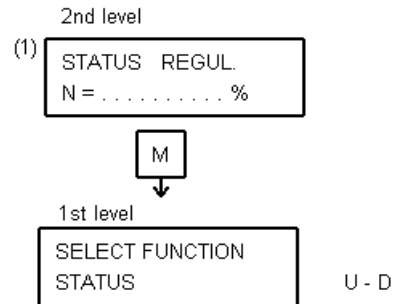 2nd level
(1)
STATUS REGUL.
N = . . . . . . . . . . %
M
1st level
SELECT FUNCTION
STATUS U - D